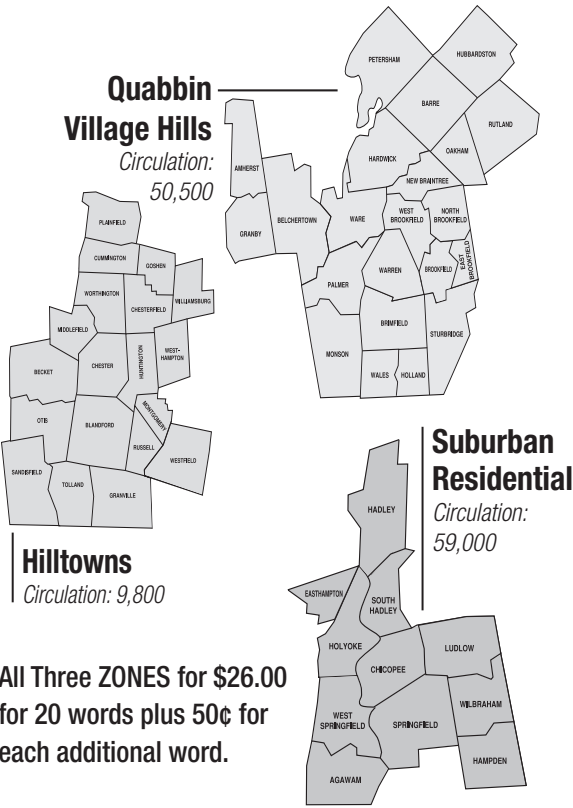 Quabbin
Village Hills
Circulation:
50,500
PETERSHAM
HUBBARDSTON
BARRE
RUTLAND
OAKHAM
HARDWICK
NEW BRAINTREE
AMHERST
GRANBY
BELCHERTOWN
WARE
WEST
BROOKFIELD
NORTH
BROOKFIELD
EAST
BROOKFIELD
BROOKFIELD
WARREN
PALMER
BRIMFIELD
STURBRIDGE
MONSON
WALES
HOLLAND
PLAINFIELD
CUMMINGTON
GOSHEN
WORTHINGTON
CHESTERFIELD
WILLIAMSBURG
MIDDLEFIELD
WEST-
HAMPTON
HUNTINGTON
CHESTER
BECKET
MONTGOMERY
OTIS
BLANDFORD
RUSSELL
WESTFIELD
SANDISFIELD
TOLLAND
GRANVILLE
Hilltowns
Circulation: 9,800
Suburban
Residential
Circulation:
59,000
HADLEY
EASTHAMPTON
SOUTH
HADLEY
HOLYOKE
CHICOPEE
LUDLOW
WEST
SPRINGFIELD
SPRINGFIELD
WILBRAHAM
HAMPDEN
AGAWAM
All Three ZONES for $26.00
for 20 words plus 50¢ for
each additional word.